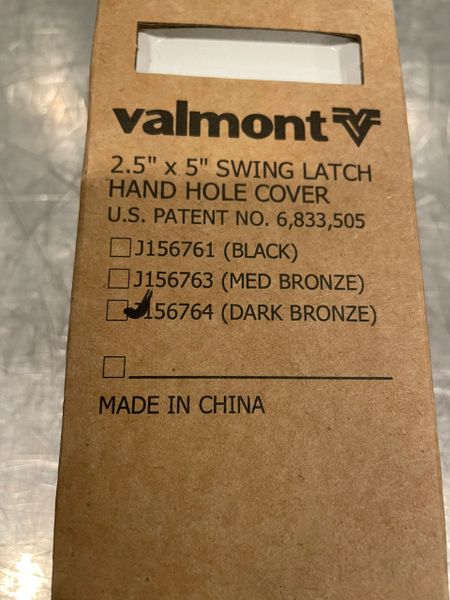 valmont
2.5" x 5" SWING LATCH
HAND HOLE COVER
U.S. PATENT NO. 6,833,505
J156761 (BLACK)
J156763 (MED BRONZE)
J156764 (DARK BRONZE)
MADE IN CHINA